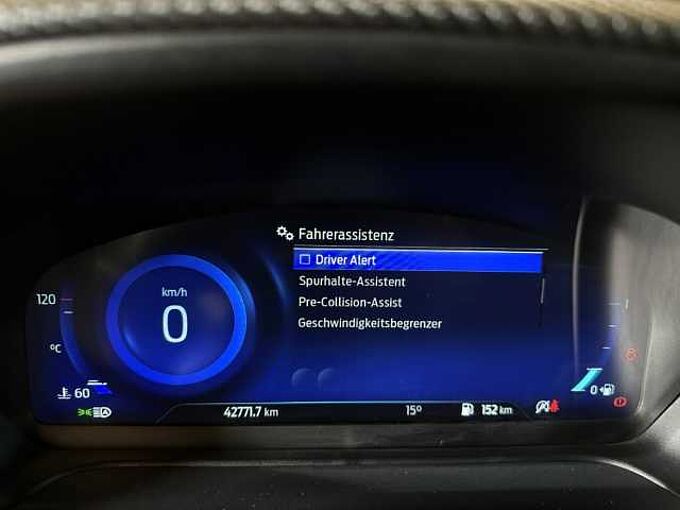 Fahrerassistenz
Driver Alert
Spurhalte-Assistent
Pre-Collision-Assist
Geschwindigkeitsbegrenzer
km/h
0
120
°C
60
0
42771.7 km
15°
152 km